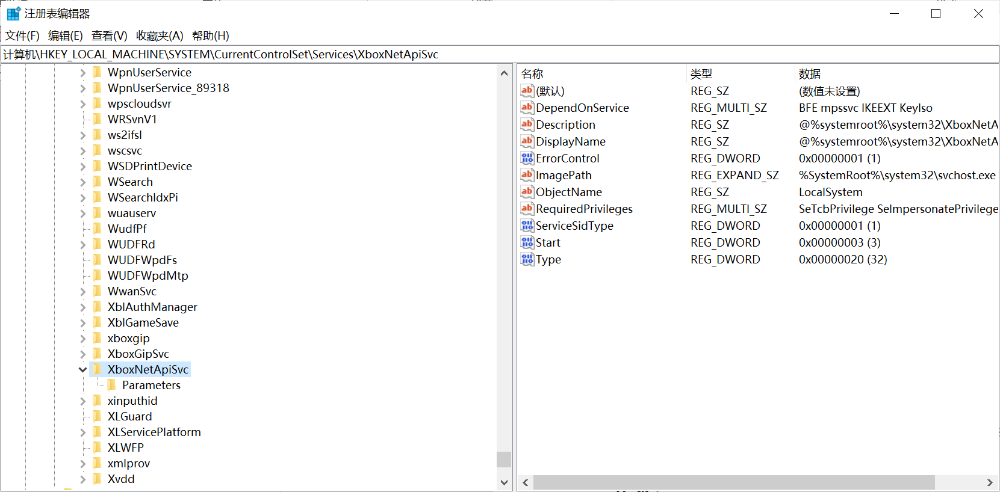 注册表编辑器
文件(F) 编辑(E) 查看(V) 收藏夹(A) 帮助(H)
计算机\HKEY_LOCAL_MACHINE\SYSTEM\CurrentControlSet\Services\XboxNetApiSvc
WpnUserService
WpnUserService_89318
wpscloudsvr
WRSvnV1
ws2ifsl
wscsvc
WSDPrintDevice
WSearch
WSearchIdxPi
wuauserv
WudfPf
WUDFRd
WUDFWpdFs
WUDFWpdMtp
WwanSvc
XblAuthManager
XblGameSave
xboxgip
XboxGipSvc
XboxNetApiSvc
Parameters
xinputhid
XLGuard
XLServicePlatform
XLWFP
xmlprov
Xvdd
名称 类型 数据
(默认) REG_SZ (数值未设置)
DependOnService REG_MULTI_SZ BFE mpssvc IKEEXT KeyIso
Description REG_SZ @%systemroot%\system32\XboxNetA
DisplayName REG_SZ @%systemroot%\system32\XboxNetA
ErrorControl REG_DWORD 0x00000001 (1)
ImagePath REG_EXPAND_SZ %SystemRoot%\system32\svchost.exe
ObjectName REG_SZ LocalSystem
RequiredPrivileges REG_MULTI_SZ SeTcbPrivilege SeImpersonatePrivilege
ServiceSidType REG_DWORD 0x00000001 (1)
Start REG_DWORD 0x00000003 (3)
Type REG_DWORD 0x00000020 (32)